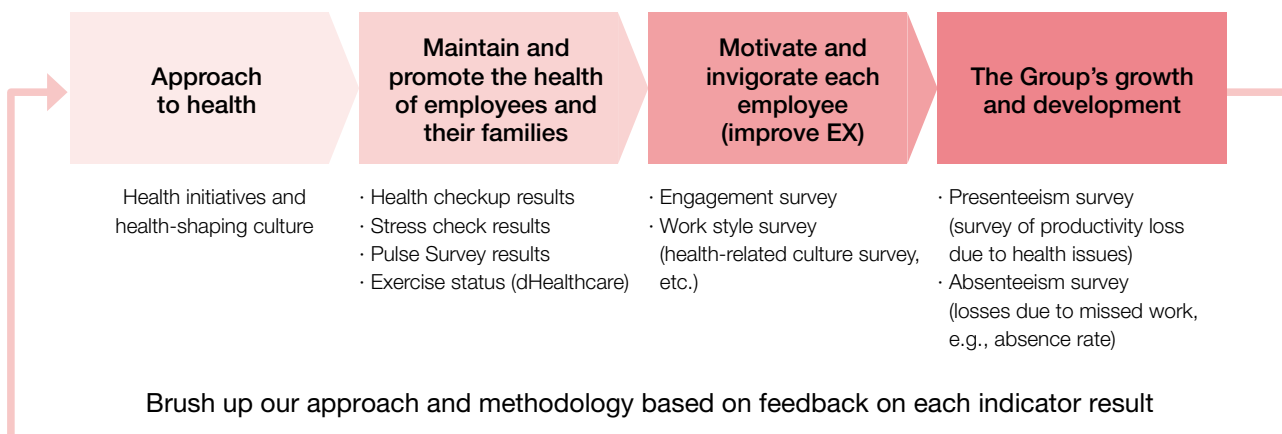 Approach
to health
Maintain and
promote the health
of employees and
their families
Motivate and
invigorate each
employee
(improve EX)
The Group’s growth
and development
Health initiatives and
health-shaping culture
· Health checkup results
· Stress check results
· Pulse Survey results
· Exercise status (dHealthcare)
· Engagement survey
· Work style survey
(health-related culture survey,
etc.)
· Presenteeism survey
(survey of productivity loss
due to health issues)
· Absenteeism survey
(losses due to missed work,
e.g., absence rate)
Brush up our approach and methodology based on feedback on each indicator result